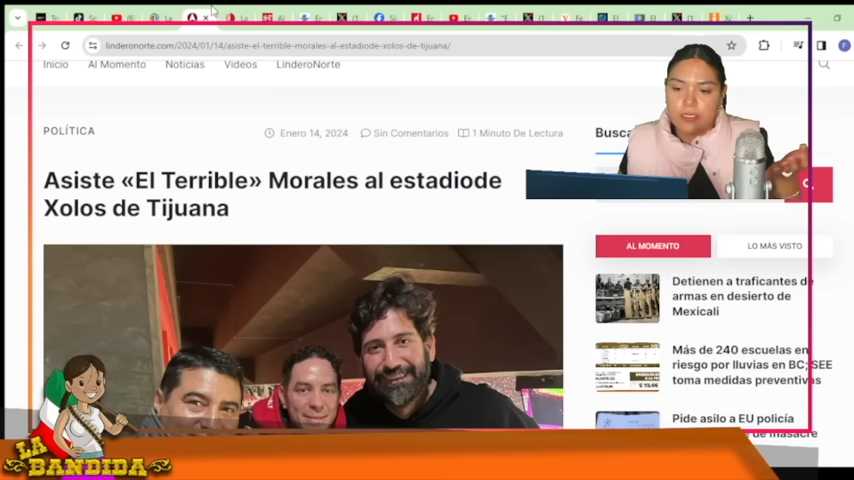 linderonorte.com/2024/01/14/asiste-el-terrible-morales-al-estadiode-xolos-de-tijuana/
Inicio Al Momento Noticias Videos LinderoNorte
POLÍTICA
Enero 14, 2024 Sin Comentarios 1 Minuto De Lectura
Asiste «El Terrible» Morales al estadiode
Xolos de Tijuana
Busca
AL MOMENTO
LO MÁS VISTO
Detienen a traficantes de
armas en desierto de
Mexicali
Más de 240 escuelas en
riesgo por lluvias en BC; SEE
toma medidas preventivas
Pide asilo a EU policía
de masacre
LA
BANDIDA